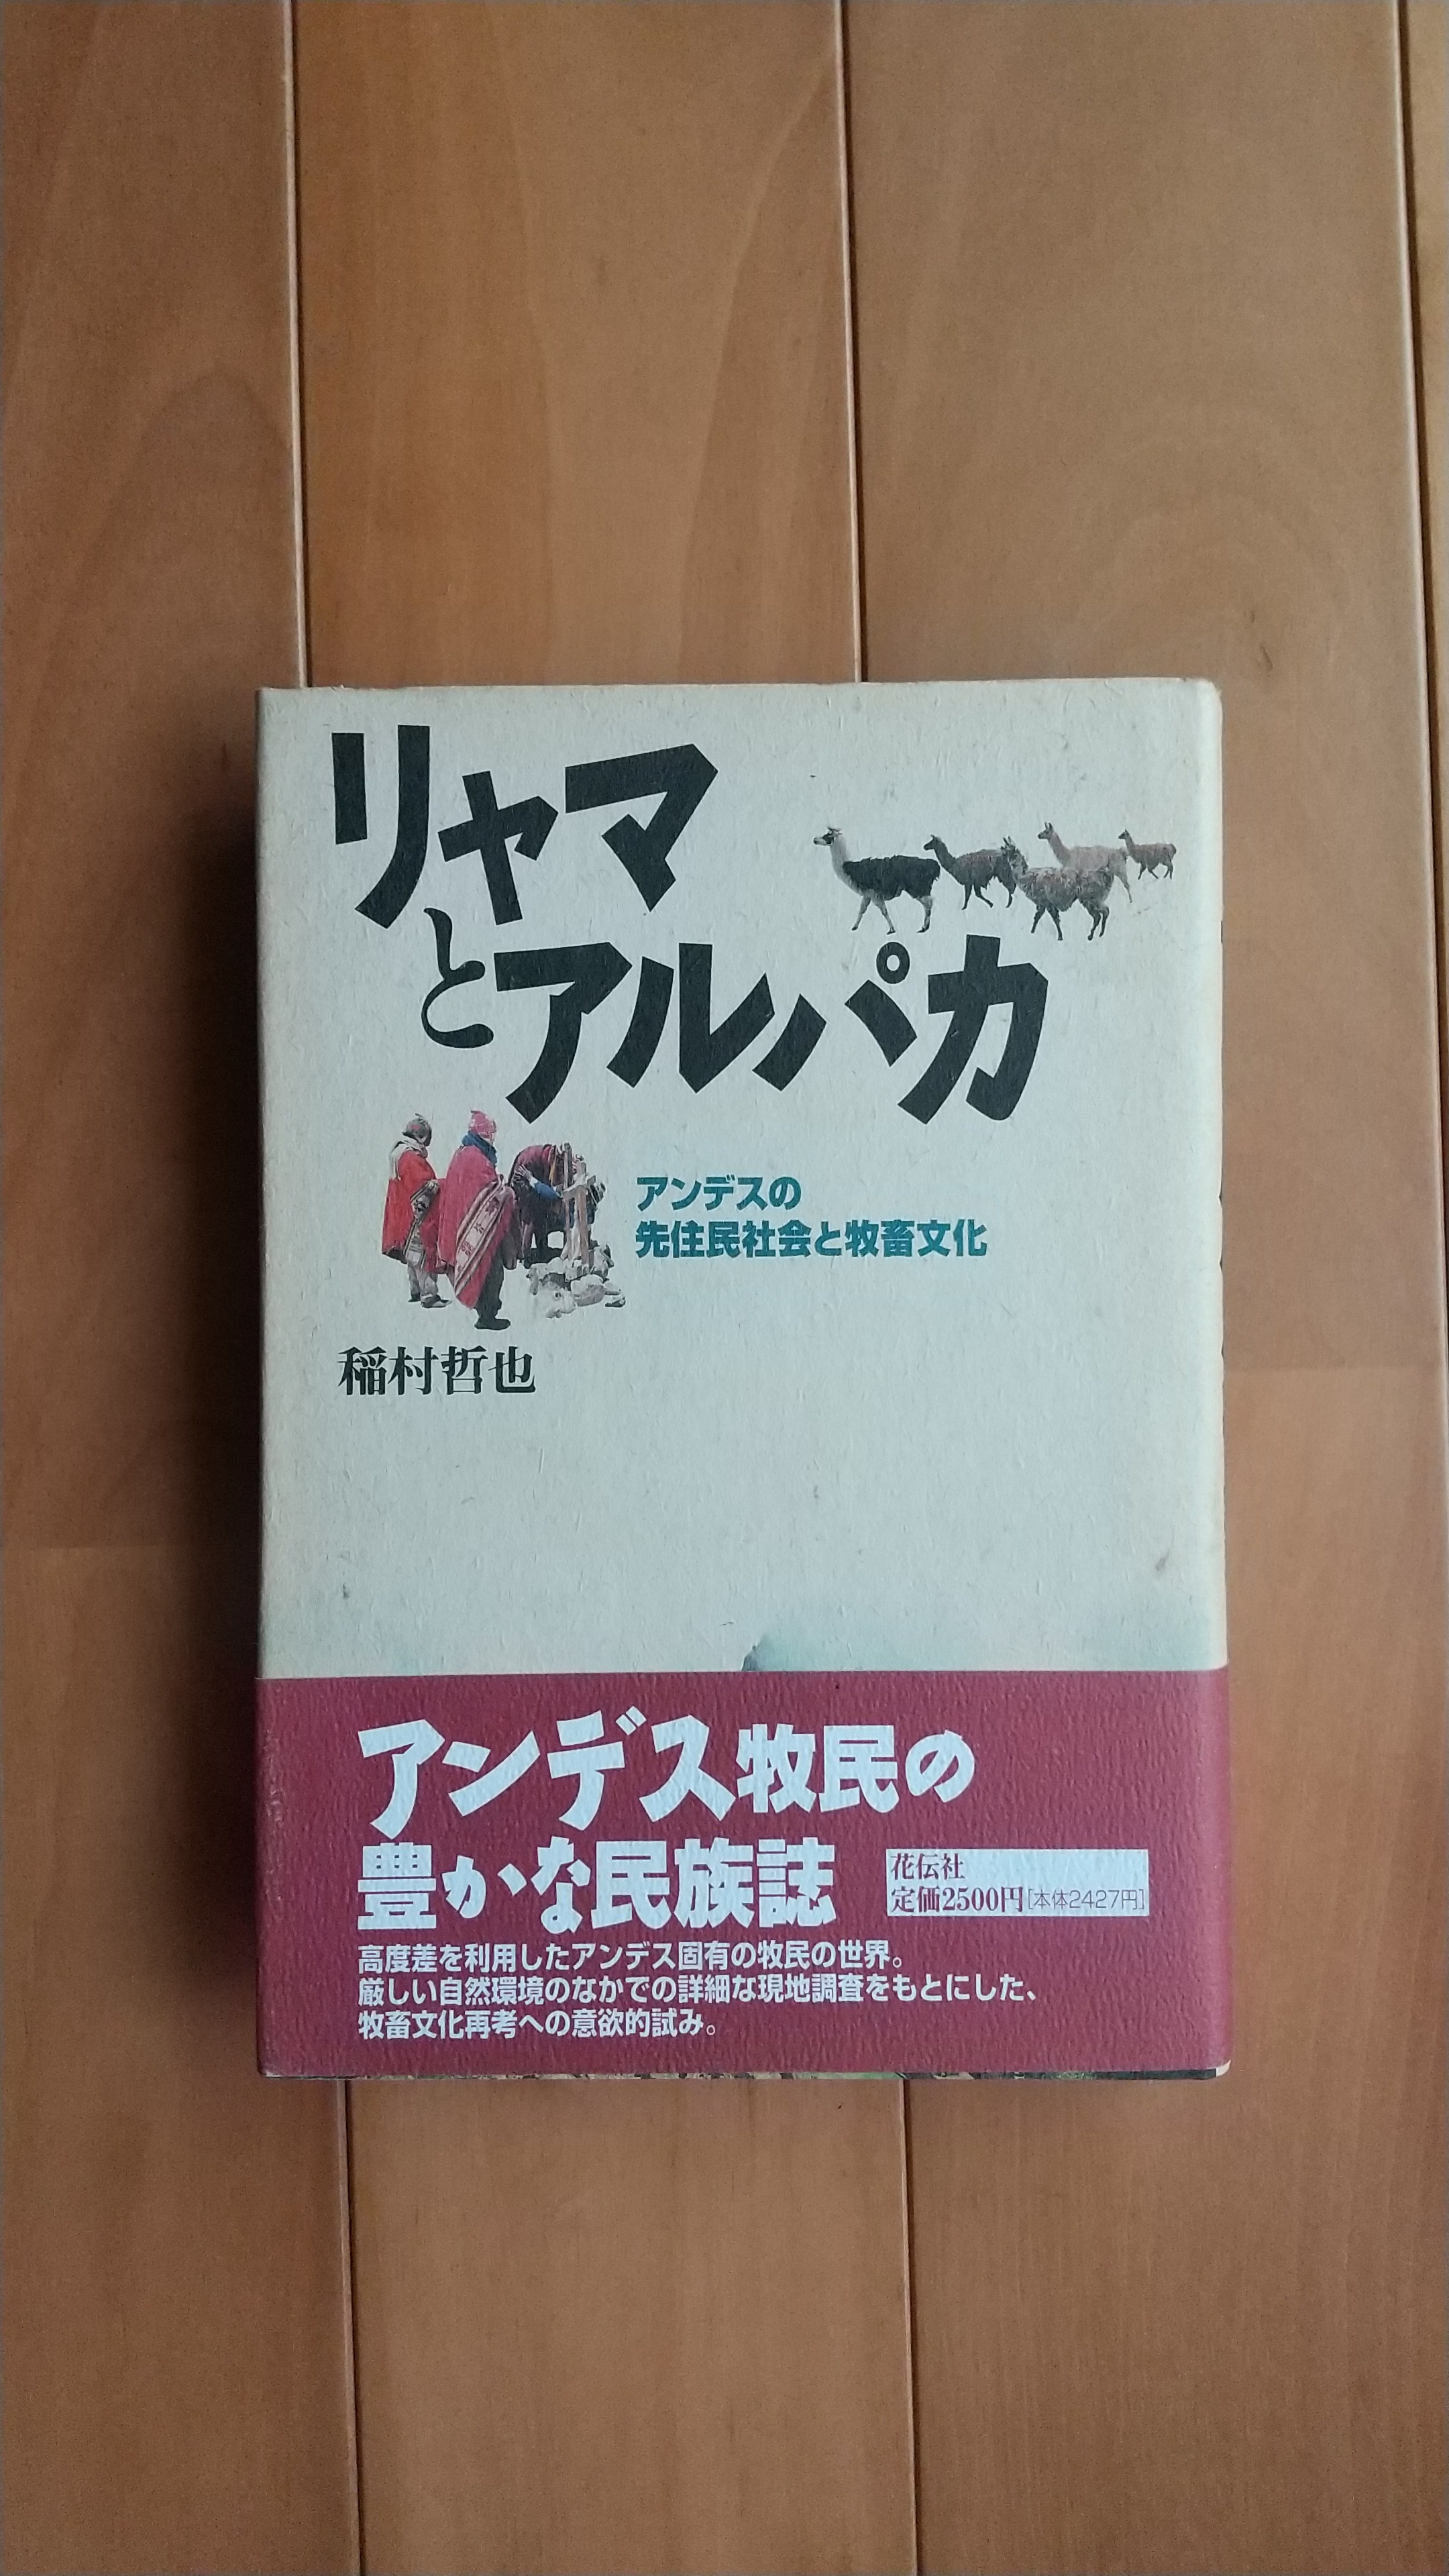 リャマ
とアルパカ
アンデスの
先住民社会と牧畜文化
稲村哲也
アンデス牧民の
豊かな民族誌
花伝社
定価2500円[本体2427円]
高度差を利用したアンデス固有の牧民の世界。
厳しい自然環境のなかでの詳細な現地調査をもとにした、
牧畜文化再考への意欲的試み。